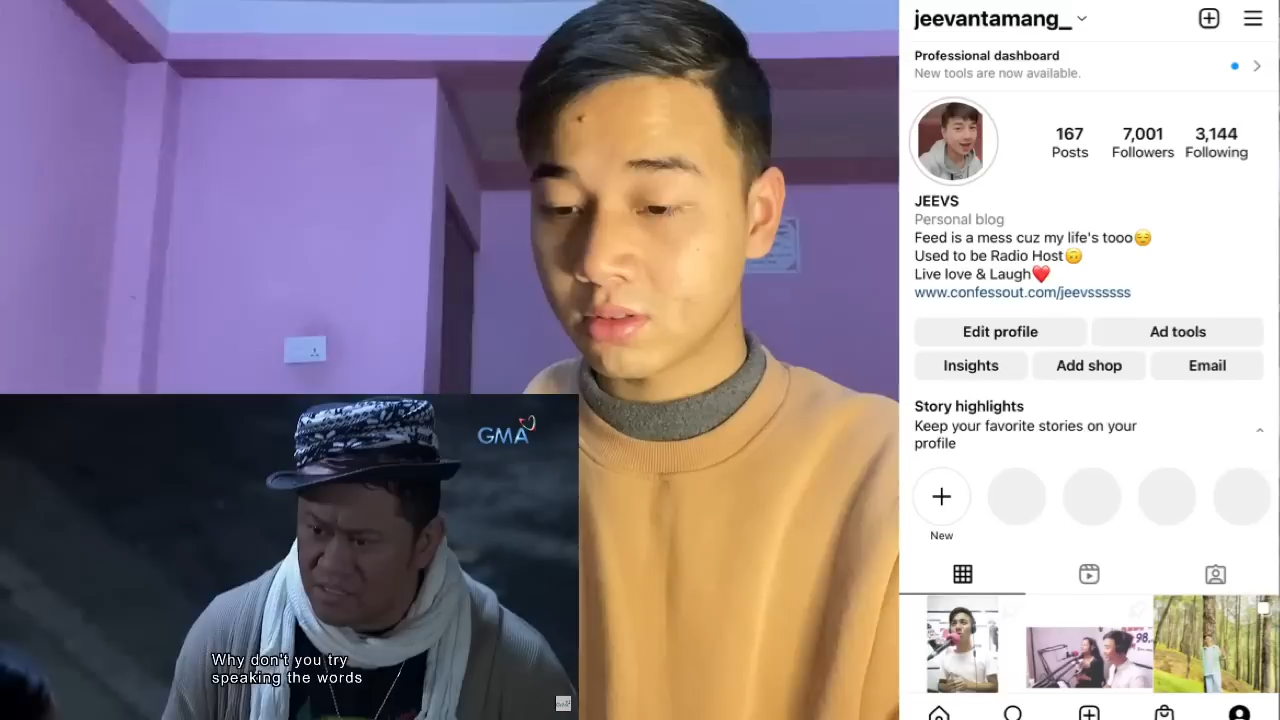 jeevantamang_
Professional dashboard
New tools are now available.
167
7,001
3,144
Posts
Followers
Following
JEEVS
Personal blog
Feed is a mess cuz my life's tooo😔
Used to be Radio Host🙃
Live love & Laugh❤️
www.confessout.com/jeevssssss
Edit profile
Ad tools
Insights
Add shop
Email
Story highlights
Keep your favorite stories on your
profile
New
98.
GMA
Why don't you try
speaking the words